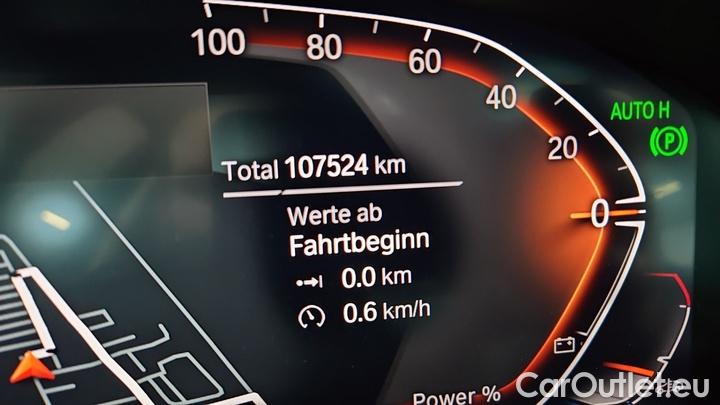 100
80
60
40
20
0
AUTO H
(P)
Total 107524 km
Werte ab
Fahrtbeginn
0.0 km
0.6 km/h
Power %
CarOutlet.eu